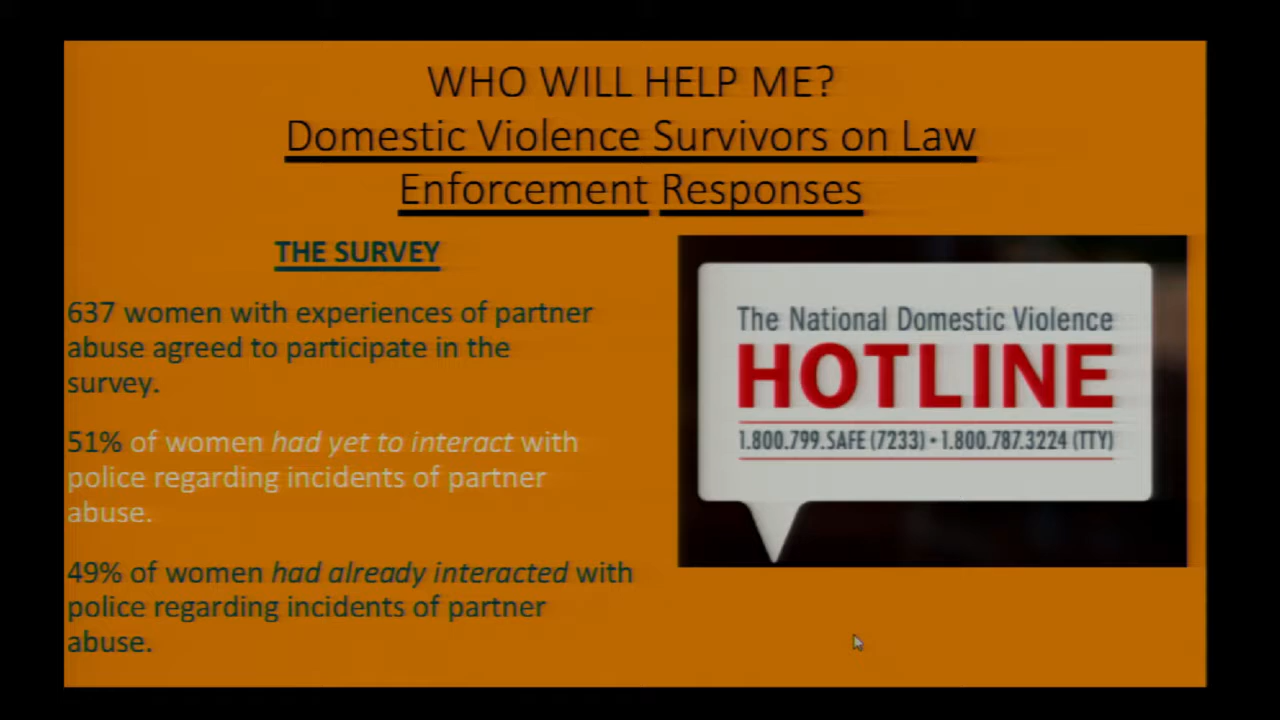 WHO WILL HELP ME?
Domestic Violence Survivors on Law
Enforcement Responses
THE SURVEY
637 women with experiences of partner
abuse agreed to participate in the
survey.
51% of women had yet to interact with
police regarding incidents of partner
abuse.
49% of women had already interacted with
police regarding incidents of partner
abuse.
The National Domestic Violence
HOTLINE
1.800.799.SAFE (7233) • 1.800.787.3224 (TTY)